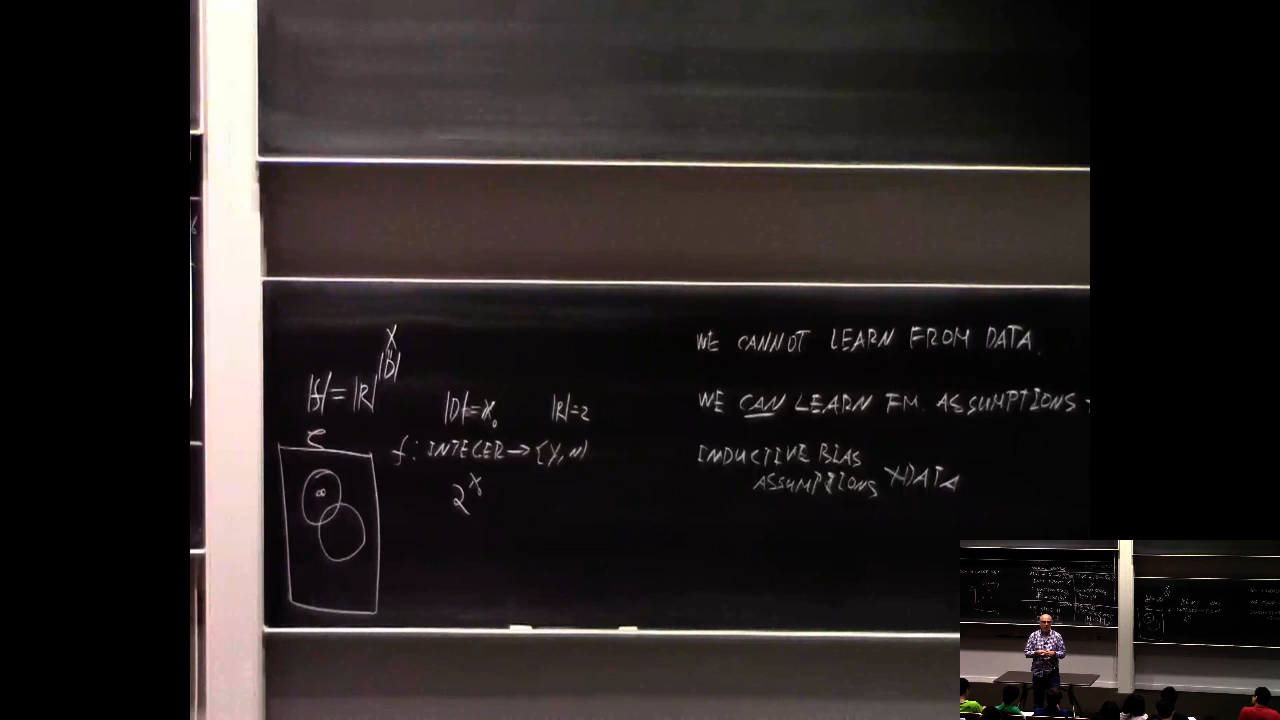 X
"
|D|
|f| = |R|
|D|=ℵ₀ |R|=2
C
f: INTEGER → {Y,N}
2^ℵ
∞
WE CANNOT LEARN FROM DATA.
WE CAN LEARN FM. ASSUMPTIONS +
INDUCTIVE BIAS
ASSUMPTIONS X DATA